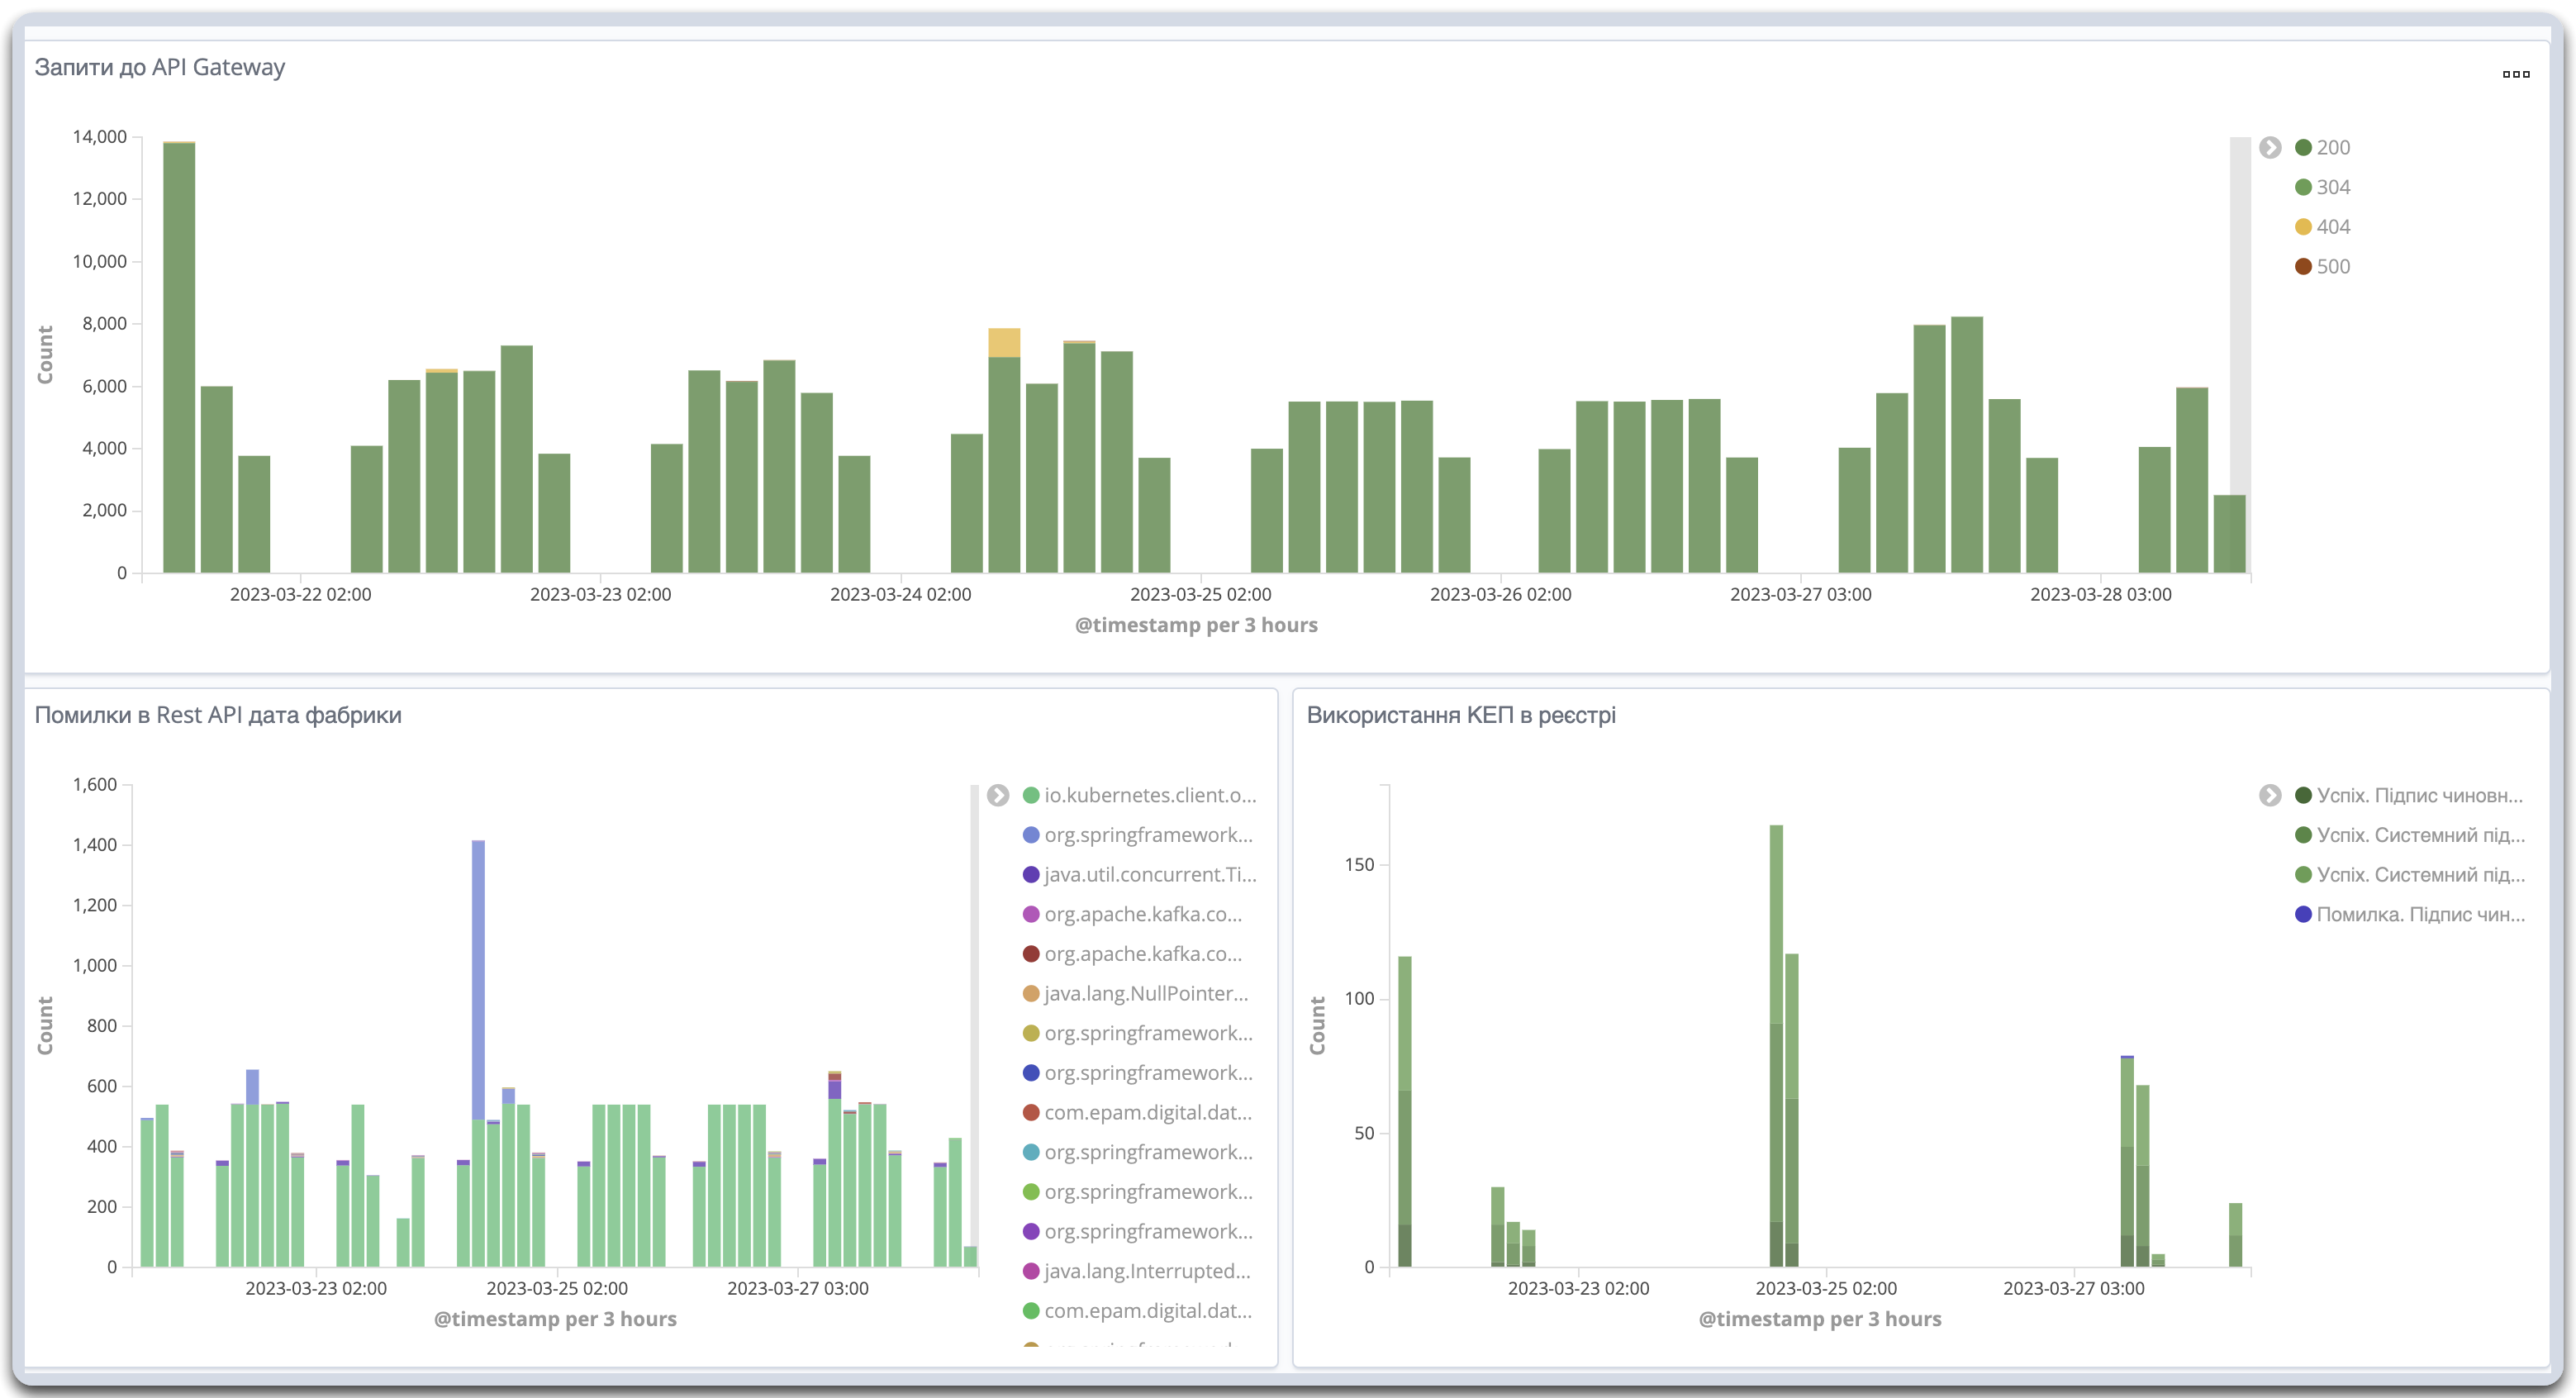 Запити до API Gateway
14,000
12,000
10,000
8,000
6,000
4,000
2,000
0
Count
2023-03-22 02:00
2023-03-23 02:00
2023-03-24 02:00
2023-03-25 02:00
2023-03-26 02:00
2023-03-27 03:00
2023-03-28 03:00
@timestamp per 3 hours
200
304
404
500
Помилки в Rest API дата фабрики
1,600
1,400
1,200
1,000
800
600
400
200
0
Count
2023-03-23 02:00
2023-03-25 02:00
2023-03-27 03:00
@timestamp per 3 hours
io.kubernetes.client.o...
org.springframework...
java.util.concurrent.Ti...
org.apache.kafka.co...
org.apache.kafka.co...
java.lang.NullPointer...
org.springframework...
org.springframework...
com.epam.digital.dat...
org.springframework...
org.springframework...
org.springframework...
java.lang.Interrupted...
com.epam.digital.dat...
Використання КЕП в реєстрі
150
100
50
0
Count
2023-03-23 02:00
2023-03-25 02:00
2023-03-27 03:00
@timestamp per 3 hours
Успіх. Підпис чиновн...
Успіх. Системний під...
Успіх. Системний під...
Помилка. Підпис чин...